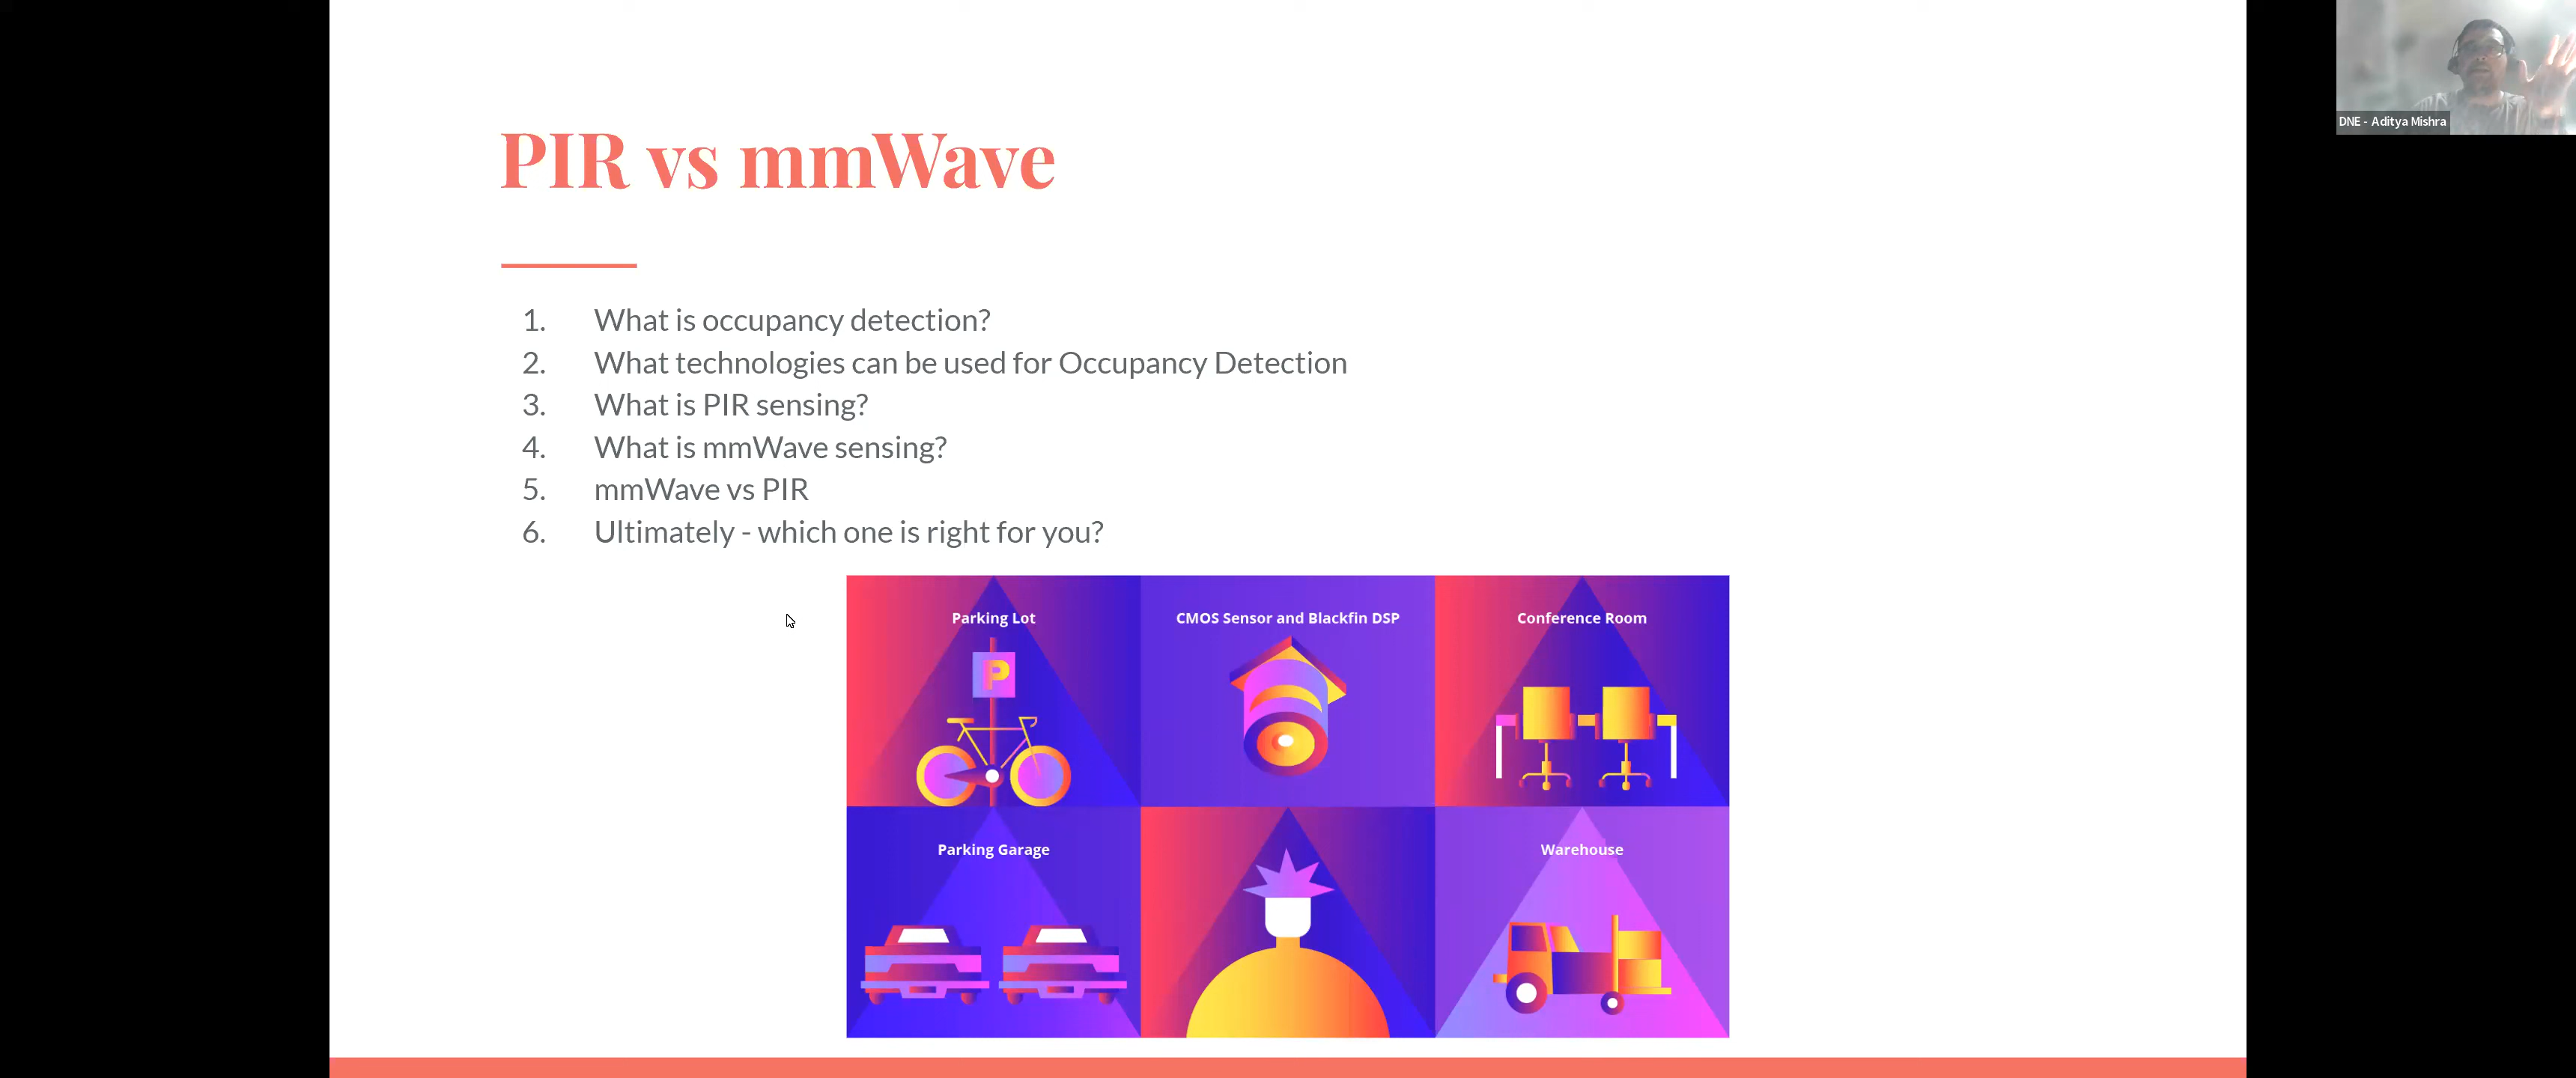 PIR vs mmWave
1. What is occupancy detection?
2. What technologies can be used for Occupancy Detection
3. What is PIR sensing?
4. What is mmWave sensing?
5. mmWave vs PIR
6. Ultimately - which one is right for you?
Parking Lot
P
CMOS Sensor and Blackfin DSP
Conference Room
Parking Garage
Warehouse
DNE - Aditya Mishra